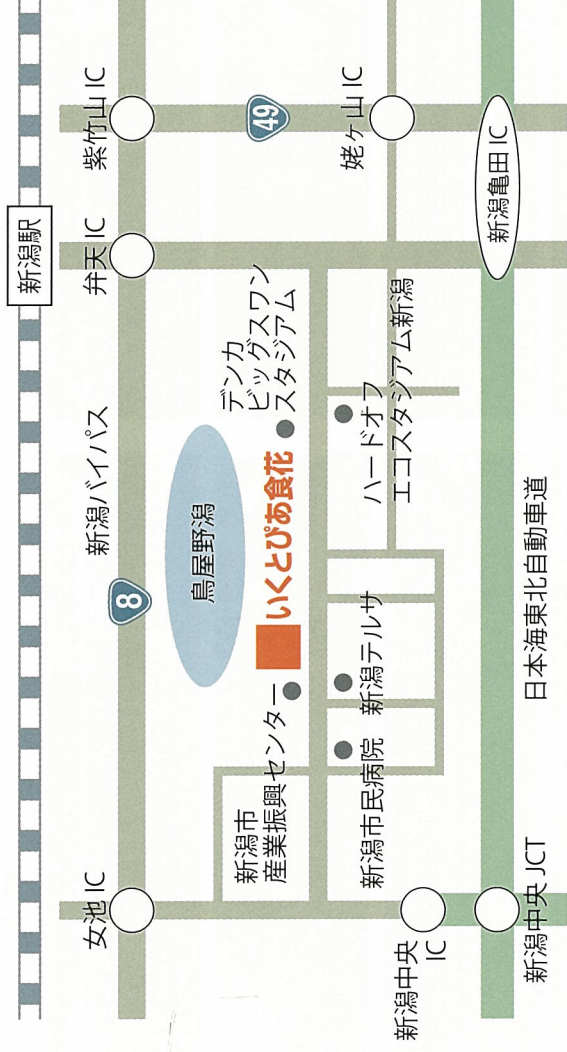 新潟駅
女池 IC
弁天 IC
紫竹山 IC
新潟バイパス
8
49
鳥屋野潟
デンカ
ビッグスワン
スタジアム
いくとぴあ食花
新潟市
産業振興センター
姥ヶ山 IC
新潟市民病院
新潟テルサ
ハードオフ
エコスタジアム新潟
新潟中央
IC
新潟亀田 IC
新潟中央 JCT
日本海東北自動車道